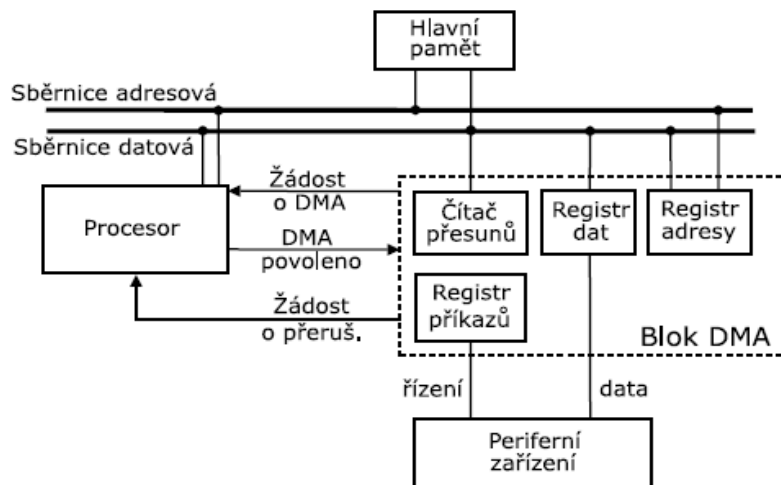 Hlavní
pamět
Sběrnice adresová
Sběrnice datová
Žádost
o DMA
Procesor
DMA
povoleno
Žádost
o přeruš.
Čítač
přesunů
Registr
dat
Registr
adresy
Registr
příkazů
Blok DMA
řízení
data
Periferní
zařízení